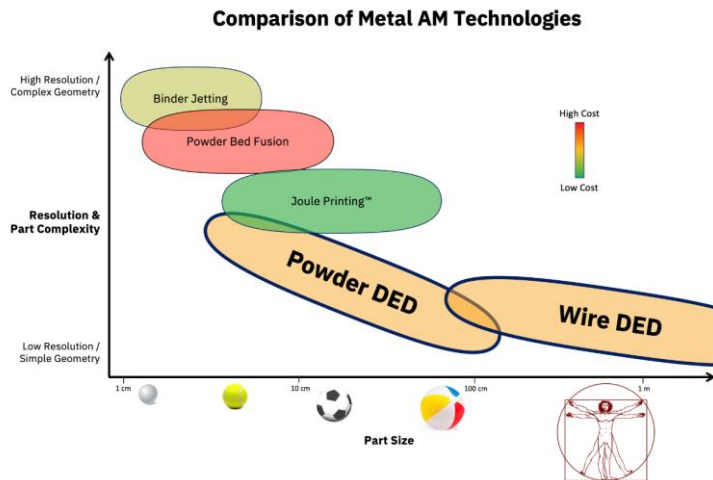 Comparison of Metal AM Technologies
High Resolution /
Complex Geometry
Binder Jetting
Powder Bed Fusion
High Cost
Low Cost
Joule Printing™
Resolution &
Part Complexity
Powder DED
Wire DED
Low Resolution /
Simple Geometry
1 cm
10 cm
100 cm
1 m
Part Size